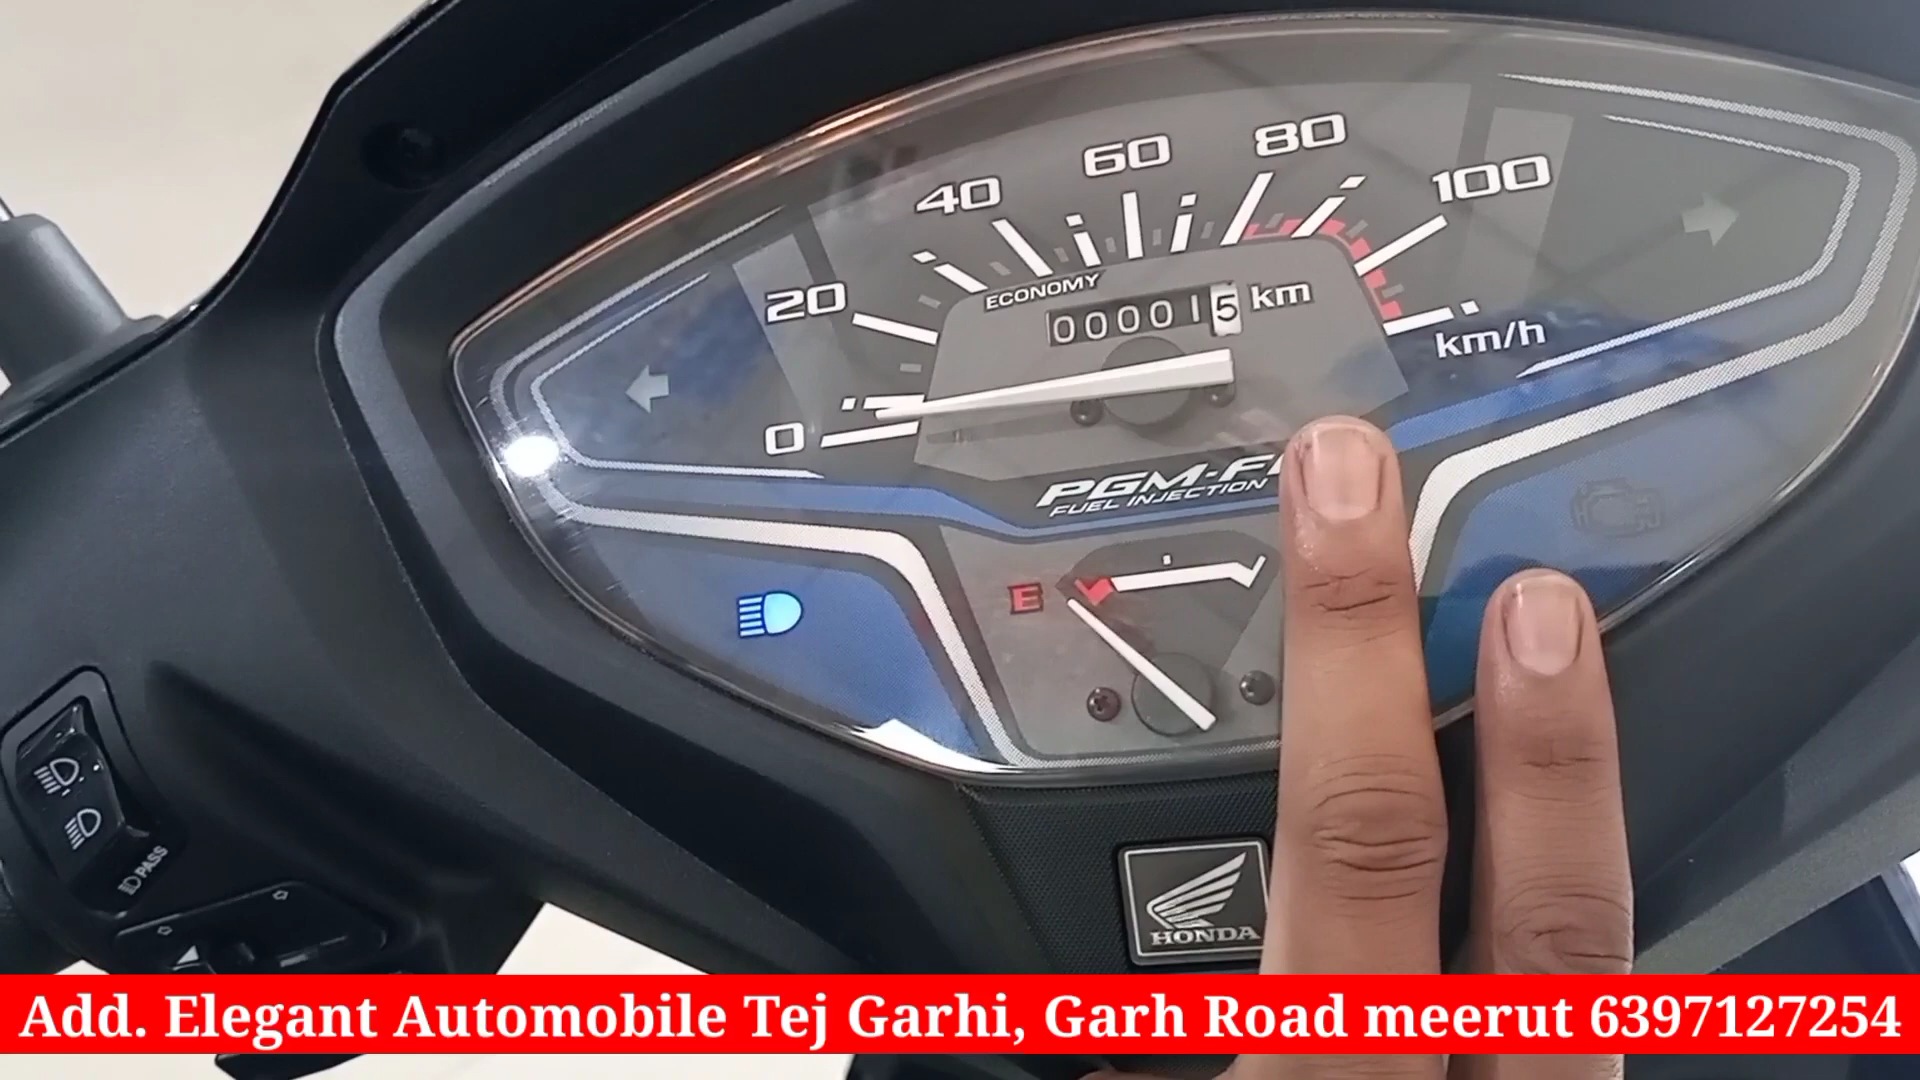 80
60
100
40
ECONOMY
20
000015 km
km/h
0
PGM-FI
FUEL INJECTION
E
PASS
HONDA
Add. Elegant Automobile Tej Garhi, Garh Road meerut 6397127254